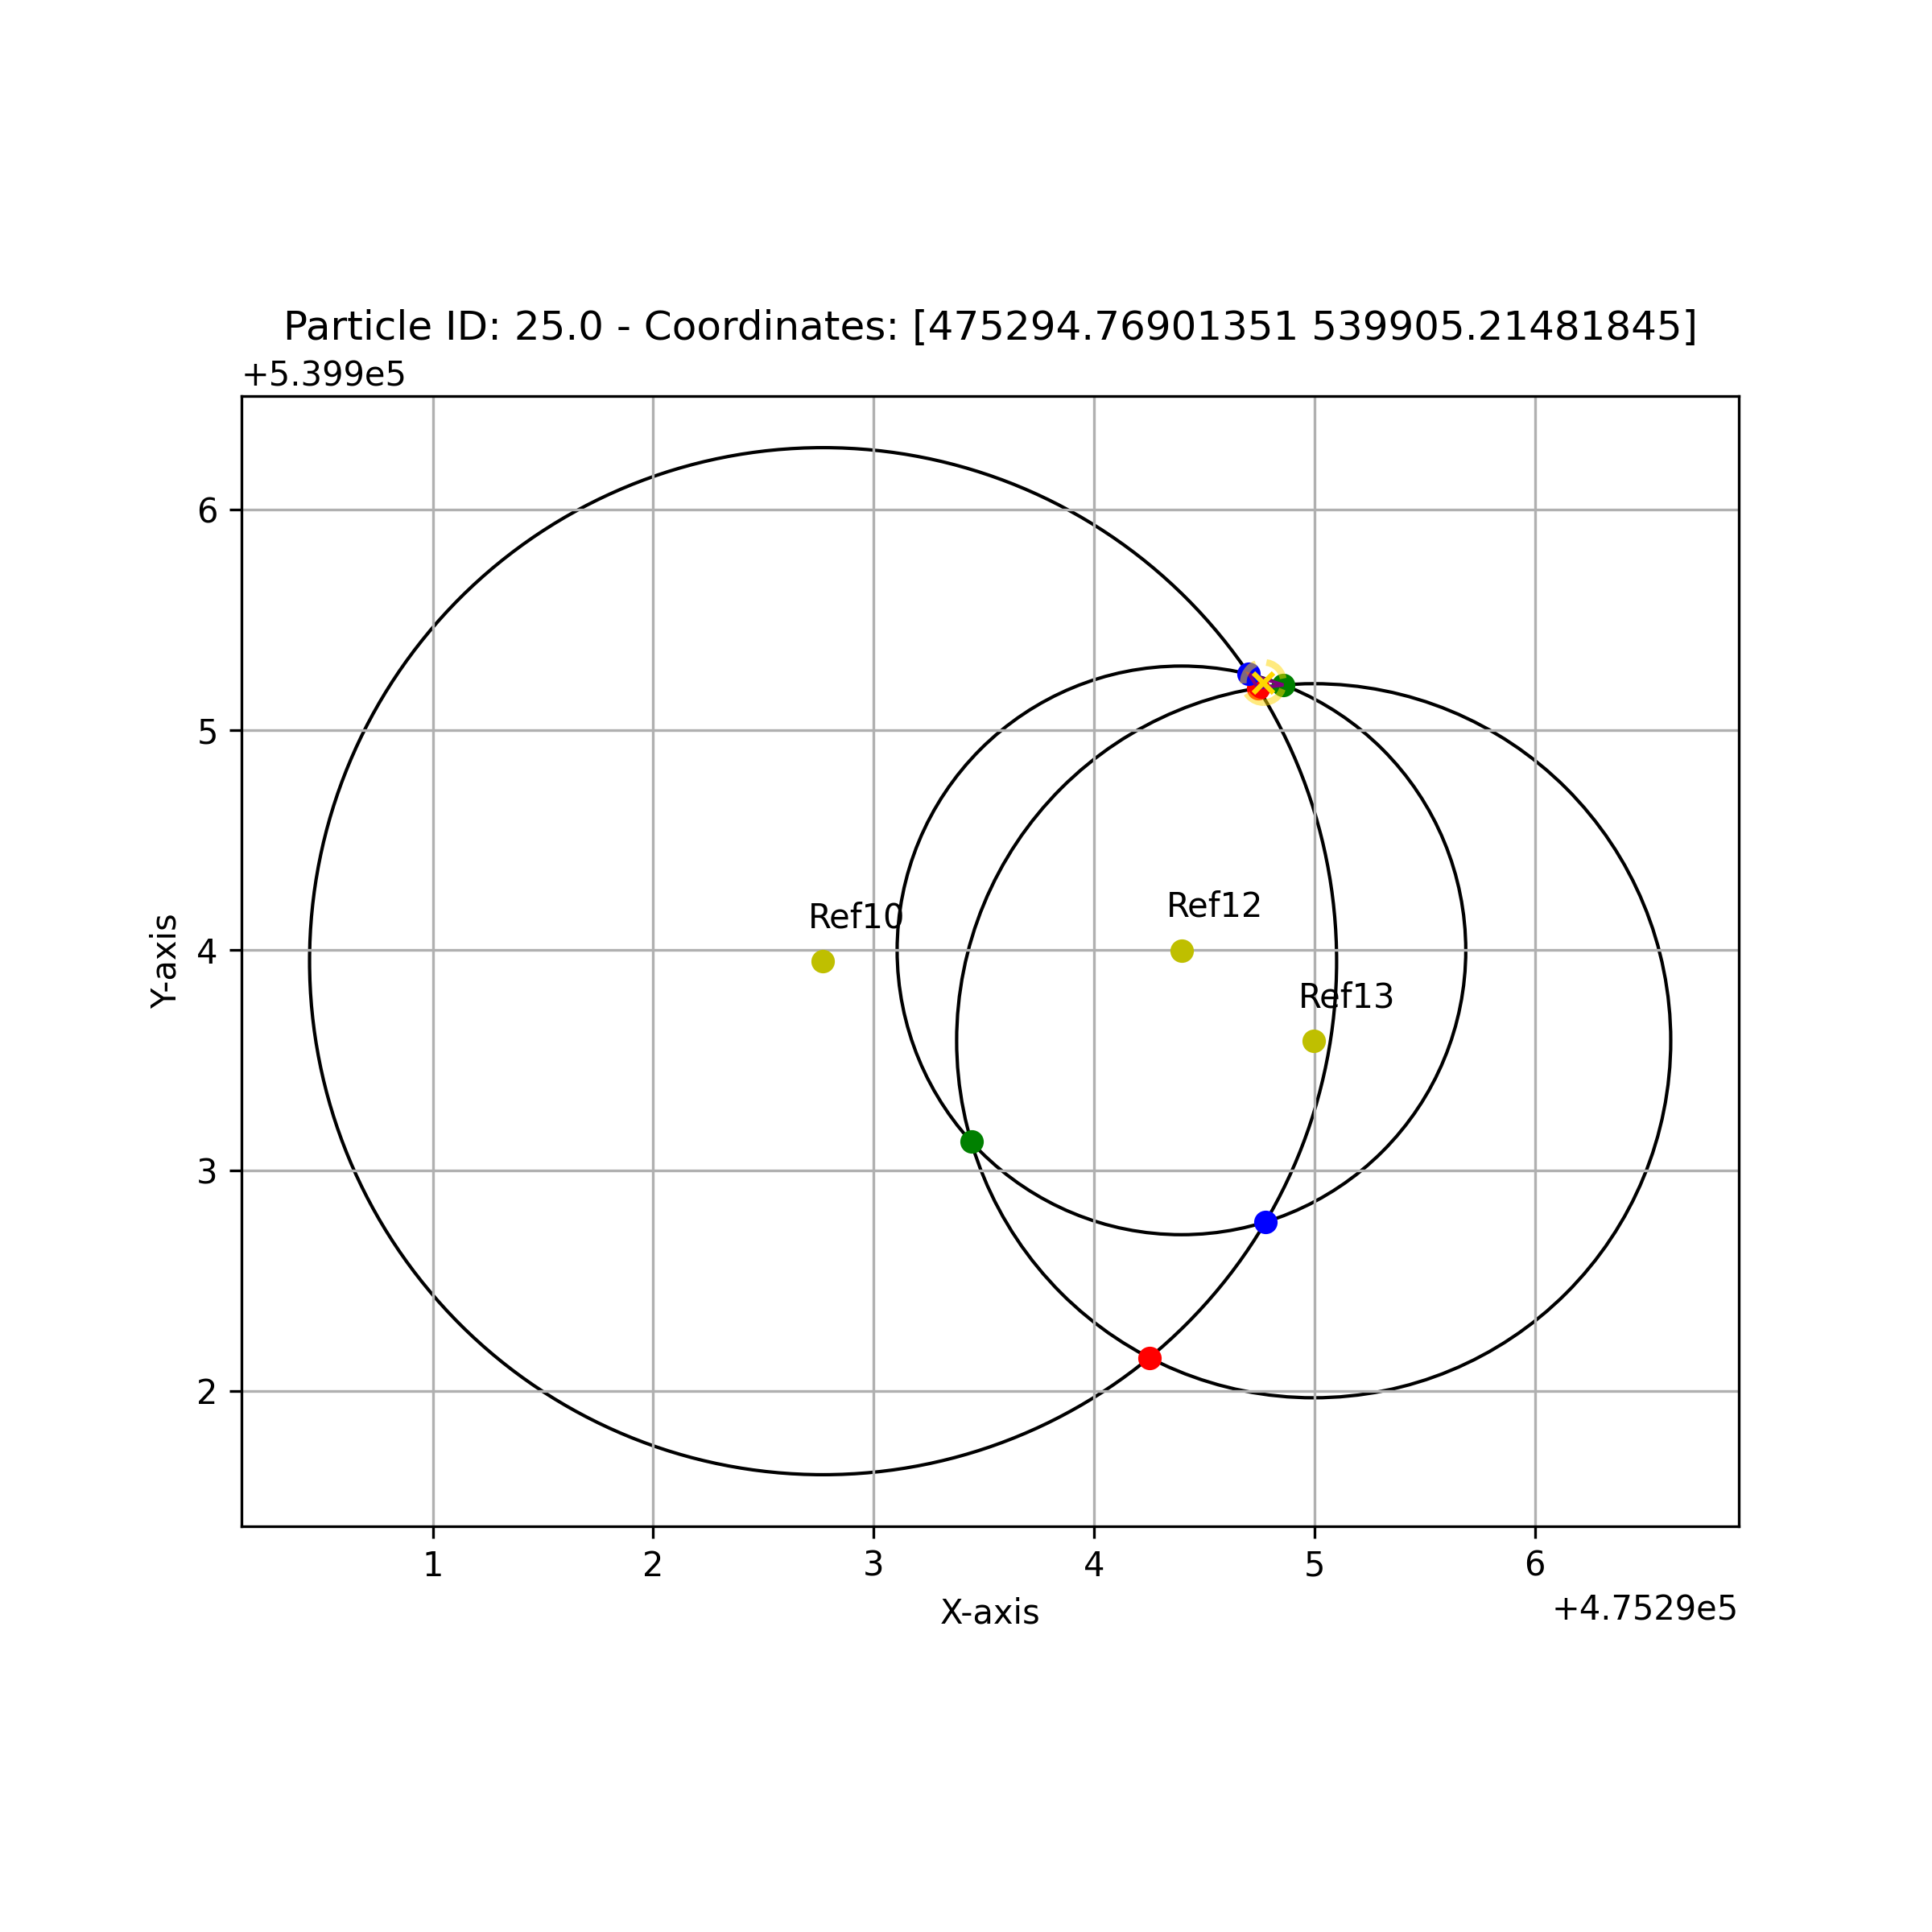 Particle ID: 25.0 - Coordinates: [475294.76901351 539905.21481845]
+5.399e5
6
5
4
3
2
Y-axis
Ref10
Ref12
Ref13
1 2 3 4 5 6
X-axis
+4.7529e5